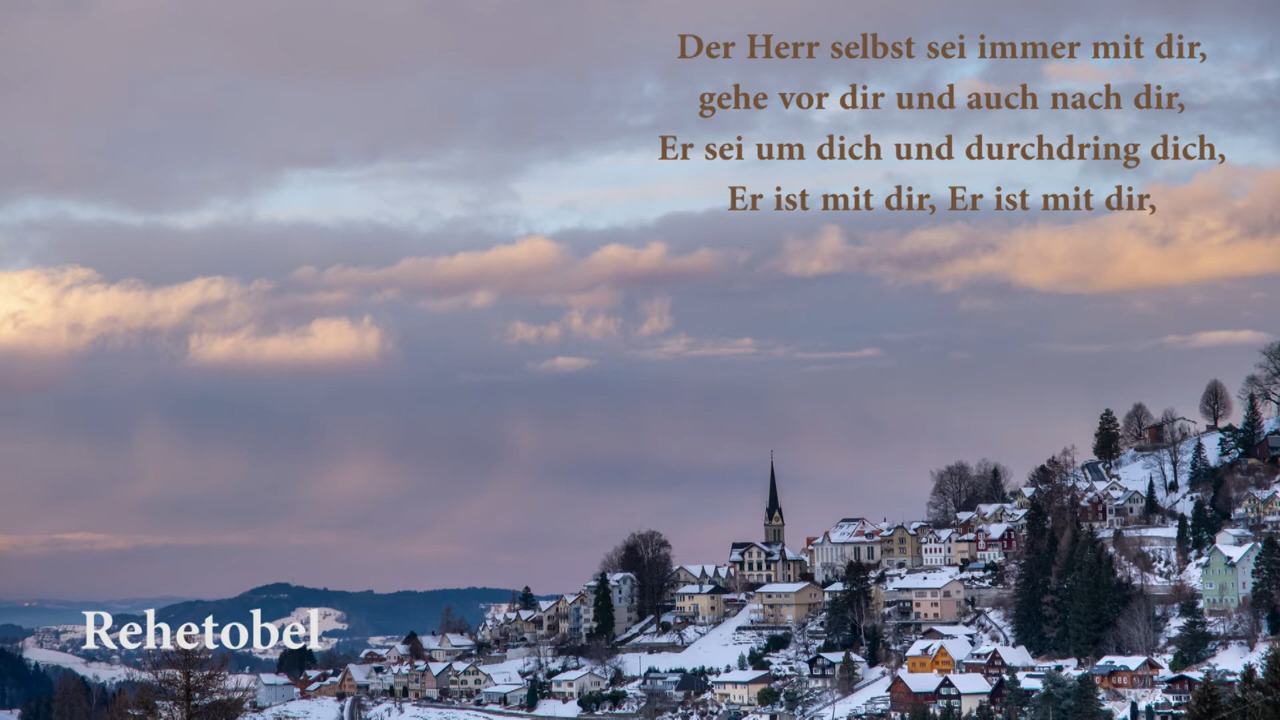 Der Herr selbst sei immer mit dir,
gehe vor dir und auch nach dir,
Er sei um dich und durchdring dich,
Er ist mit dir, Er ist mit dir,
Rehetobel